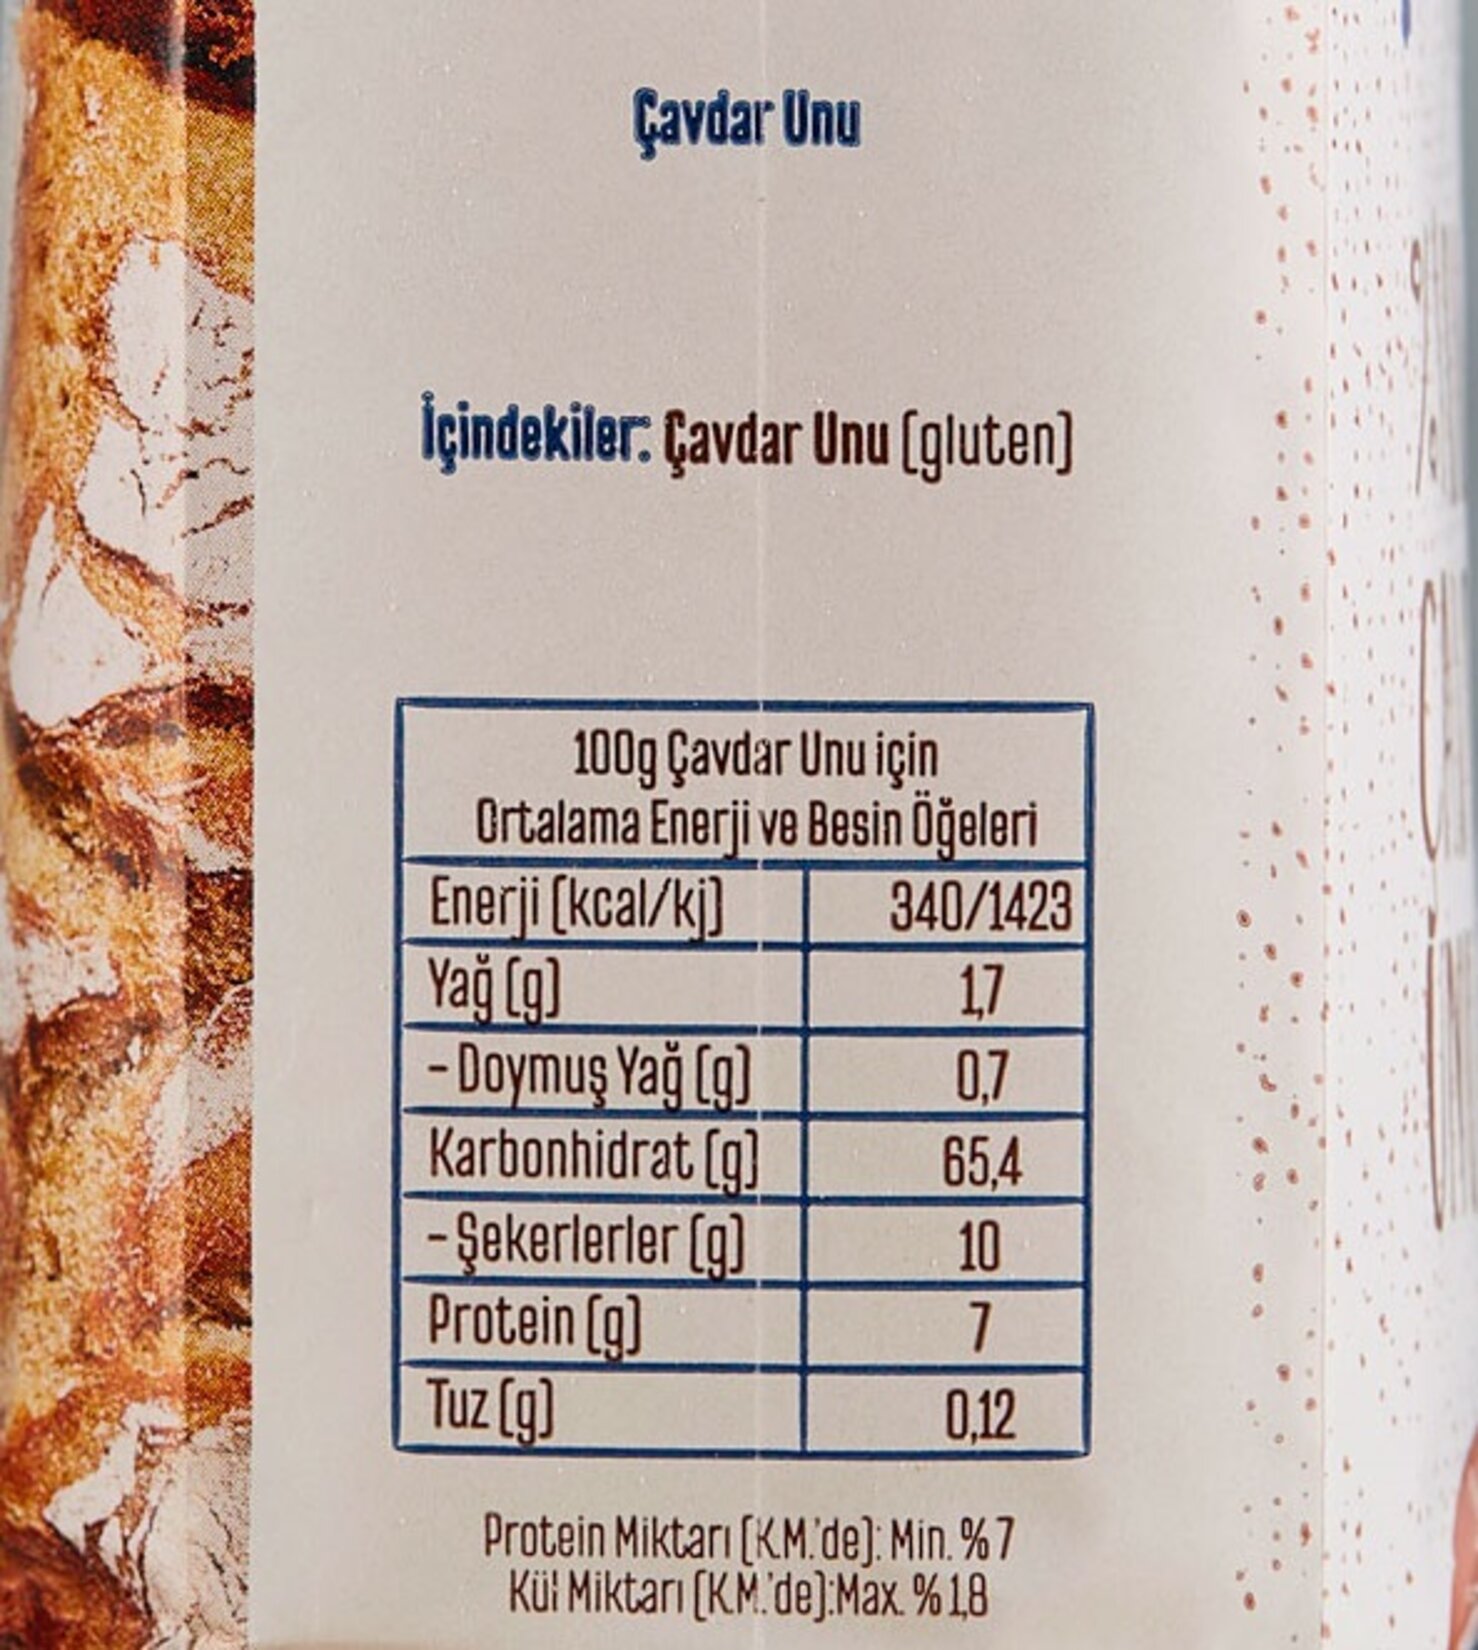 Çavdar Unu
İçindekiler: Çavdar Unu (gluten)
100g Çavdar Unu için
Ortalama Enerji ve Besin Öğeleri
Enerji (kcal/kj) 340/1423
Yağ (g) 1,7
- Doymuş Yağ (g) 0,7
Karbonhidrat (g) 65,4
- Şekerlerler (g) 10
Protein (g) 7
Tuz (g) 0,12
Protein Miktarı (K.M.'de): Min. %7
Kül Miktarı (K.M.'de):Max. %1,8